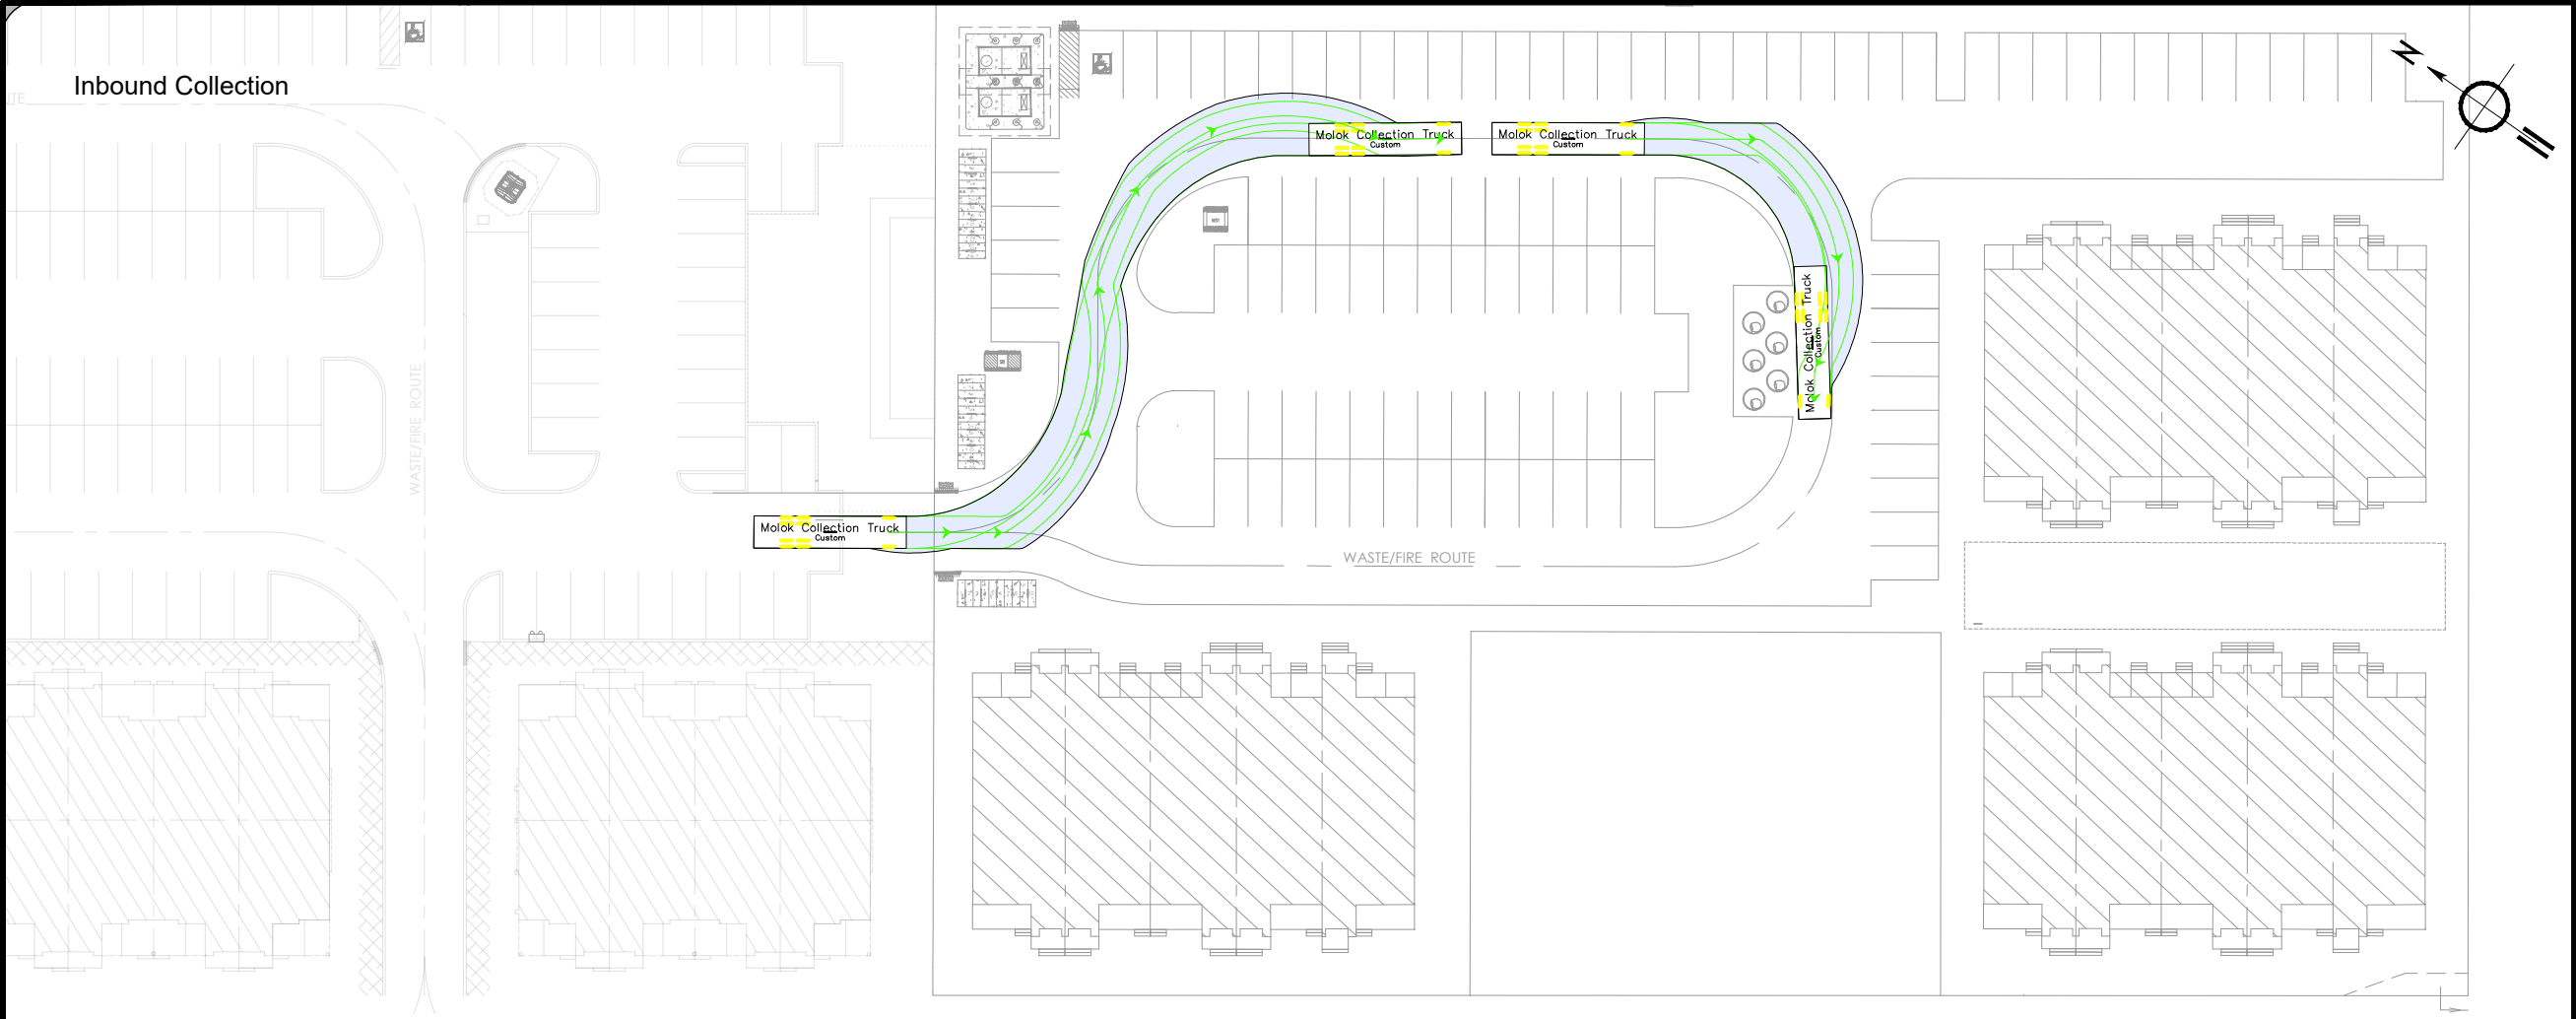 Inbound Collection
UTE
N
Molok Collection Truck
Custom
Molok Collection Truck
Custom
Molok Collection Truck
Custom
WASTE/FIRE ROUTE
Molok Collection Truck
Custom
WASTE/FIRE ROUTE